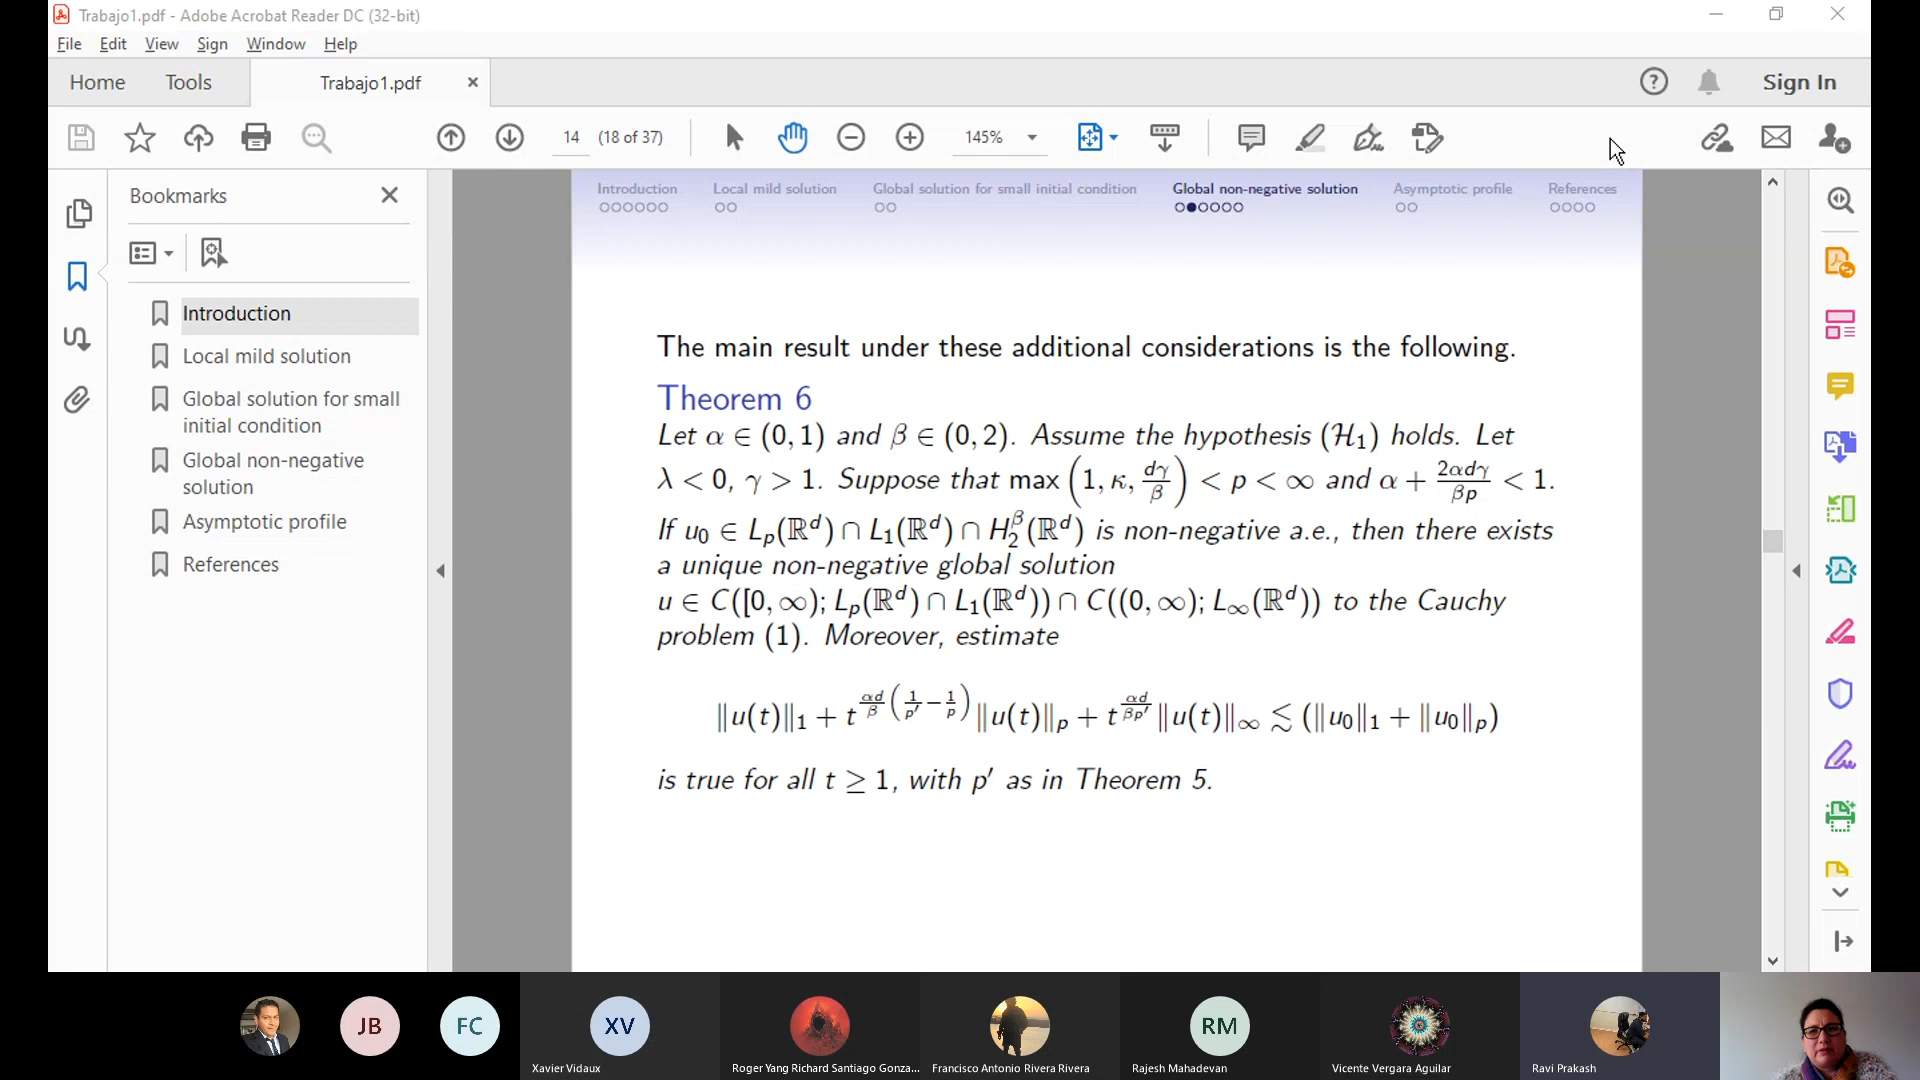 Trabajo1.pdf - Adobe Acrobat Reader DC (32-bit)
File Edit View Sign Window Help
Home Tools Trabajo1.pdf × Sign In
14 (18 of 37) 145%
Bookmarks
Introduction
Local mild solution
Global solution for small
initial condition
Global non-negative
solution
Asymptotic profile
References
Introduction Local mild solution Global solution for small initial condition Global non-negative solution Asymptotic profile References
The main result under these additional considerations is the following.
Theorem 6
Let α ∈ (0, 1) and β ∈ (0, 2). Assume the hypothesis (ℋ₁) holds. Let
λ < 0, γ > 1. Suppose that max (1, κ, dγ/β) < p < ∞ and α + 2αdγ/βp < 1.
If u₀ ∈ Lₚ(ℝᵈ) ∩ L₁(ℝᵈ) ∩ H₂^β(ℝᵈ) is non-negative a.e., then there exists
a unique non-negative global solution
u ∈ C([0, ∞); Lₚ(ℝᵈ) ∩ L₁(ℝᵈ)) ∩ C((0, ∞); L∞(ℝᵈ)) to the Cauchy
problem (1). Moreover, estimate
‖u(t)‖₁ + t^{αd/β (1/p′ − 1/p)} ‖u(t)‖ₚ + t^{αd/βp′} ‖u(t)‖∞ ≲ (‖u₀‖₁ + ‖u₀‖ₚ)
is true for all t ≥ 1, with p′ as in Theorem 5.
JB FC XV RM
Xavier Vidaux Roger Yang Richard Santiago Gonza... Francisco Antonio Rivera Rivera Rajesh Mahadevan Vicente Vergara Aguilar Ravi Prakash